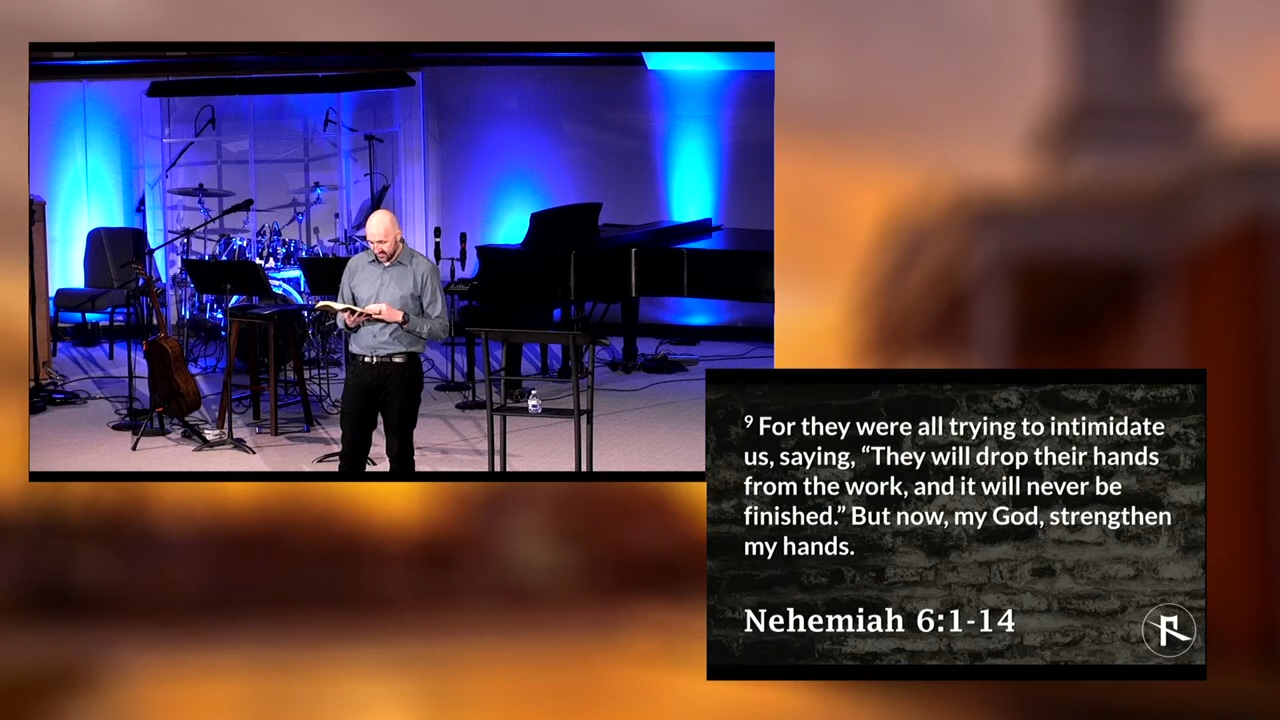 ⁹ For they were all trying to intimidate
us, saying, “They will drop their hands
from the work, and it will never be
finished.” But now, my God, strengthen
my hands.
Nehemiah 6:1-14